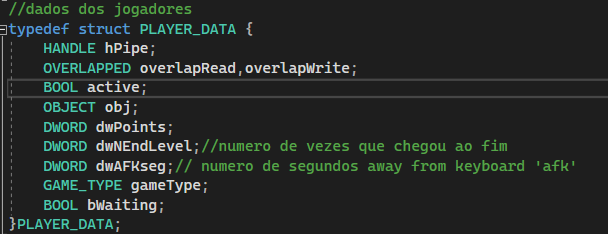 //dados dos jogadores
typedef struct PLAYER_DATA {
HANDLE hPipe;
OVERLAPPED overlapRead,overlapWrite;
BOOL active;
OBJECT obj;
DWORD dwPoints;
DWORD dwNEndLevel;//numero de vezes que chegou ao fim
DWORD dwAFKseg;// numero de segundos away from keyboard 'afk'
GAME_TYPE gameType;
BOOL bWaiting;
}PLAYER_DATA;